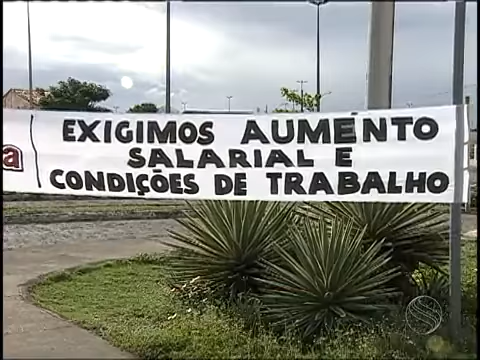 a
EXIGIMOS AUMENTO
SALARIAL E
CONDIÇÕES DE TRABALHO